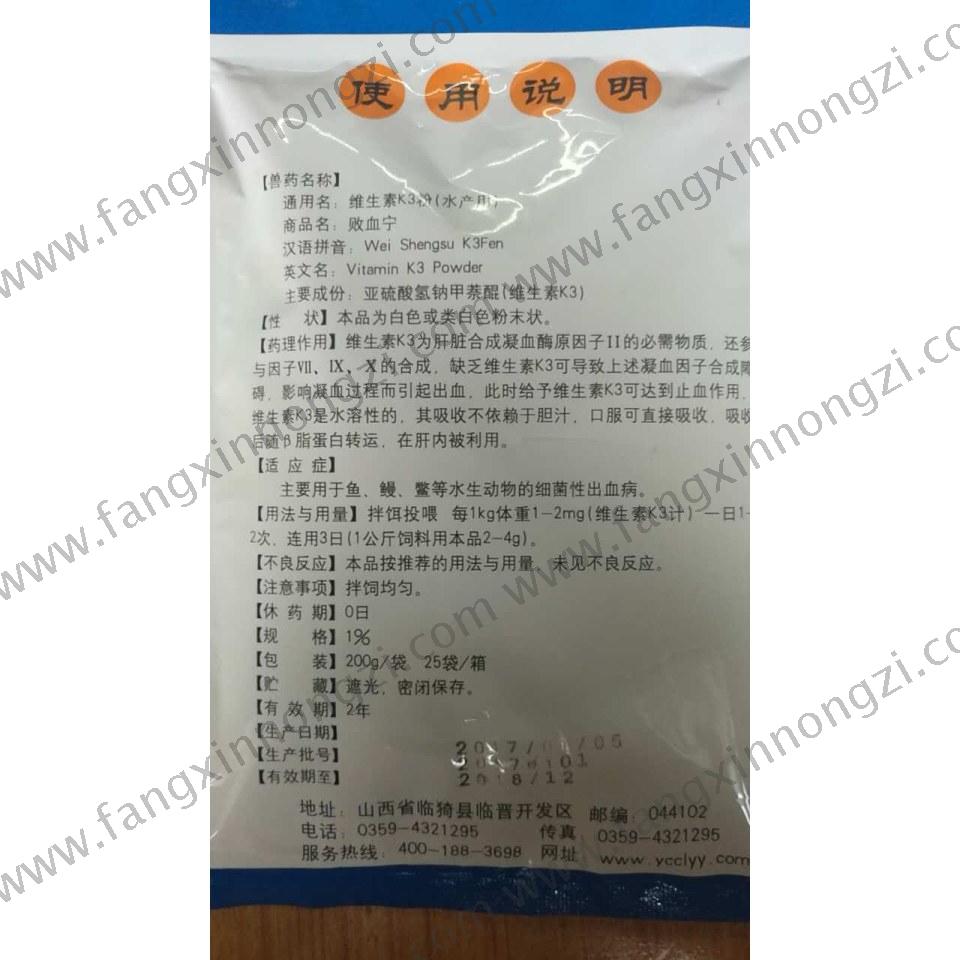 使用说明
【兽药名称】
通用名：维生素K3粉(水产用)
商品名：败血宁
汉语拼音：Wei Shengsu K3Fen
英文名：Vitamin K3 Powder
主要成份：亚硫酸氢钠甲萘醌(维生素K3)
【性 状】本品为白色或类白色粉末状。
【药理作用】维生素K3为肝脏合成凝血酶原因子II的必需物质，还参
与因子Ⅶ、Ⅸ、Ⅹ的合成，缺乏维生素K3可导致上述凝血因子合成障
碍，影响凝血过程而引起出血，此时给予维生素K3可达到止血作用，
维生素K3是水溶性的，其吸收不依赖于胆汁，口服可直接吸收，吸收
后随β脂蛋白转运，在肝内被利用。
【适应症】
主要用于鱼、鳗、鳖等水生动物的细菌性出血病。
【用法与用量】拌饵投喂 每1kg体重1-2mg(维生素K3计) 一日1-
2次，连用3日(1公斤饲料用本品2-4g)。
【不良反应】本品按推荐的用法与用量，未见不良反应。
【注意事项】拌饲均匀。
【休药期】0日
【规 格】1%
【包 装】200g/袋 25袋/箱
【贮 藏】遮光，密闭保存。
【有效期】2年
【生产日期】
2017/01/05
【生产批号】
20170101
【有效期至】
2018/12
地址：山西省临猗县临晋开发区 邮编：044102
电话：0359-4321295 传真：0359-4321295
服务热线：400-188-3698 网址 www.ycclyy.com
www.fangxinnongzi.com